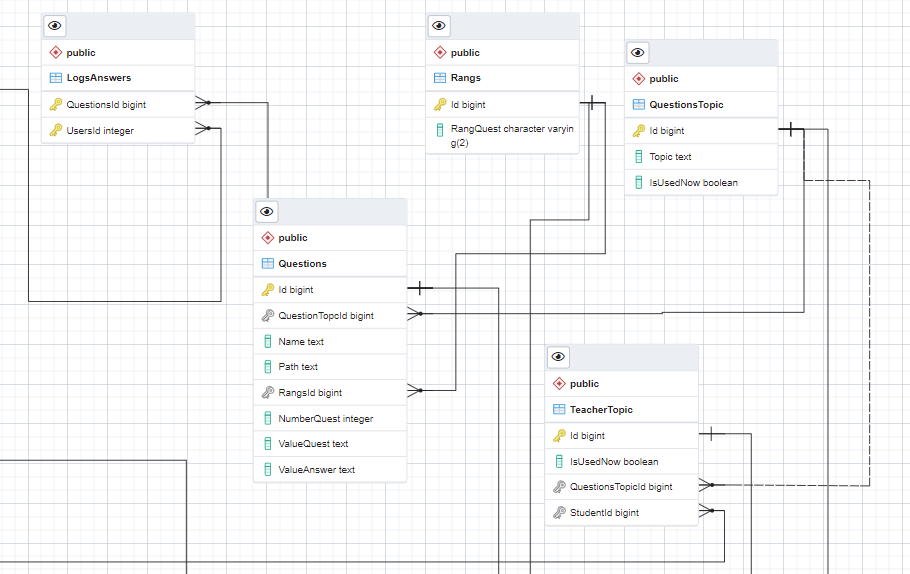 public
LogsAnswers
QuestionsId bigint
UsersId integer
public
Rangs
Id bigint
RangQuest character varyin
g(2)
public
QuestionsTopic
Id bigint
Topic text
IsUsedNow boolean
public
Questions
Id bigint
QuestionTopcId bigint
Name text
Path text
RangsId bigint
NumberQuest integer
ValueQuest text
ValueAnswer text
public
TeacherTopic
Id bigint
IsUsedNow boolean
QuestionsTopicId bigint
StudentId bigint